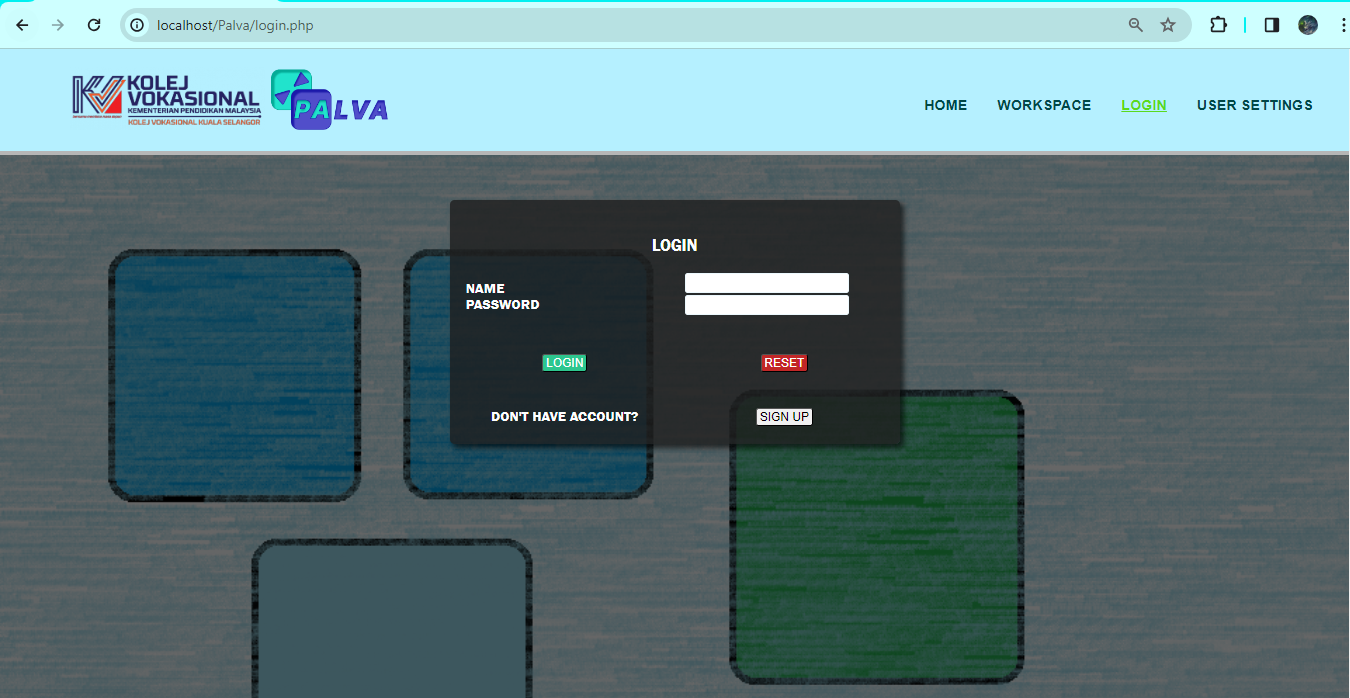 localhost/Palva/login.php
KOLEJ
VOKASIONAL
KEMENTERIAN PENDIDIKAN MALAYSIA
KOLEJ VOKASIONAL KUALA SELANGOR
PALVA
HOME WORKSPACE LOGIN USER SETTINGS
LOGIN
NAME
PASSWORD
LOGIN RESET
DON'T HAVE ACCOUNT? SIGN UP